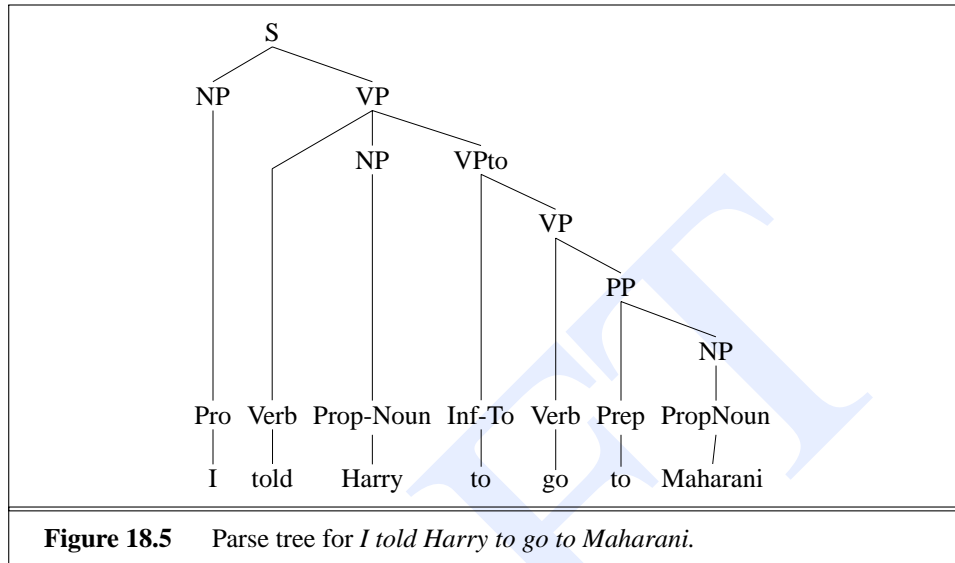 S
NP VP
NP VPto
VP
PP
NP
Pro Verb Prop-Noun Inf-To Verb Prep PropNoun
I told Harry to go to Maharani
Figure 18.5 Parse tree for I told Harry to go to Maharani.